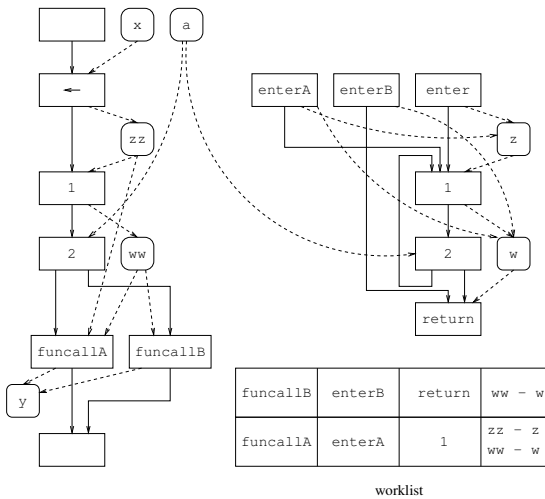 x
a
←
zz
1
2
ww
funcallA
funcallB
y
enterA
enterB
enter
z
1
2
w
return
funcallB enterB return ww – w
funcallA enterA 1 zz – z
ww – w
worklist